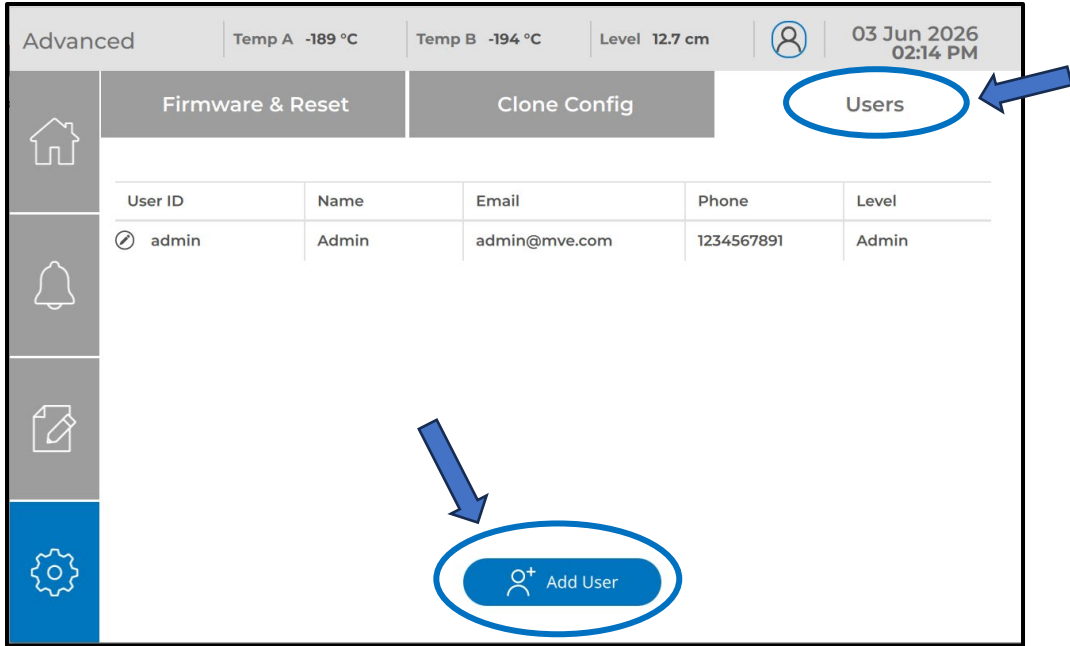 Advanced Temp A -189 °C Temp B -194 °C Level 12.7 cm 03 Jun 2026
02:14 PM
Firmware & Reset Clone Config Users
User ID Name Email Phone Level
admin Admin admin@mve.com 1234567891 Admin
Add User